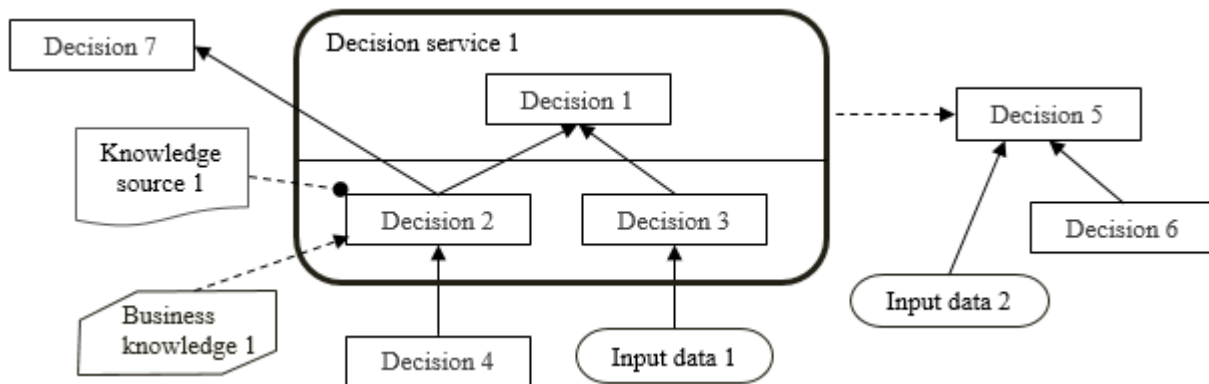 Decision 7
Decision service 1
Decision 1
Decision 5
Knowledge
source 1
Decision 2
Decision 3
Decision 6
Business
knowledge 1
Input data 2
Decision 4
Input data 1